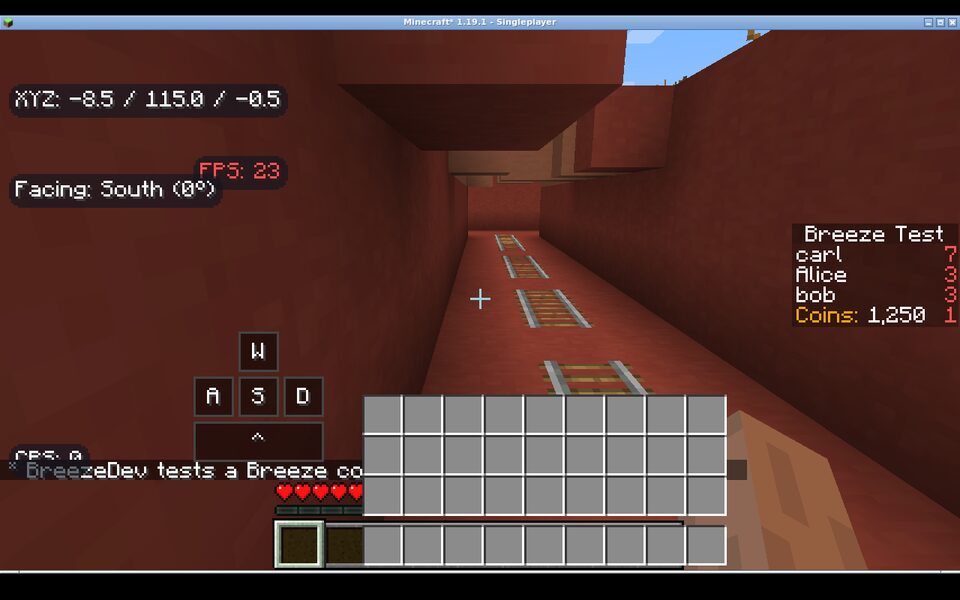 Minecraft* 1.19.1 - Singleplayer
XYZ: -8.5 / 115.0 / -0.5
FPS: 23
Facing: South (0°)
Breeze Test
carl 7
Alice 3
bob 3
Coins: 1,250 1
W
A S D
^
CPS: 0
* BreezeDev tests a Breeze co